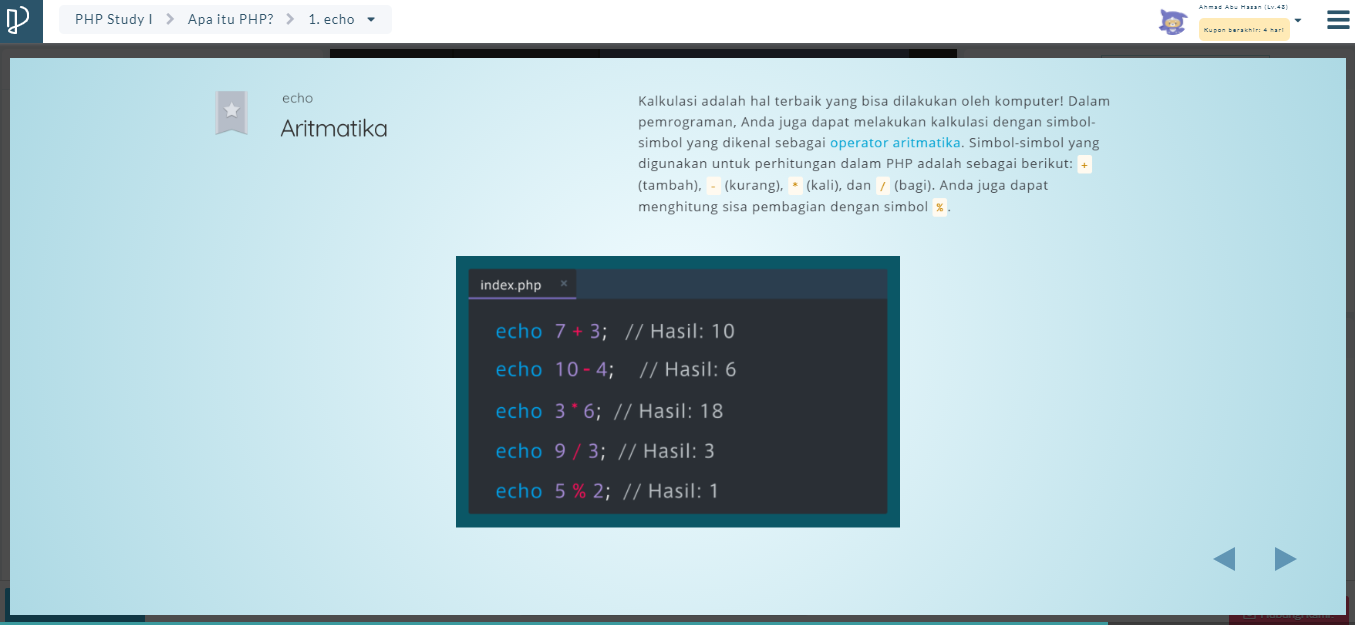 PHP Study I
Apa itu PHP?
1. echo
Ahmad Abu Hasan (Lv.48)
Kupon berakhir: 4 hari
echo
Aritmatika
Kalkulasi adalah hal terbaik yang bisa dilakukan oleh komputer! Dalam
pemrograman, Anda juga dapat melakukan kalkulasi dengan simbol-
simbol yang dikenal sebagai operator aritmatika. Simbol-simbol yang
digunakan untuk perhitungan dalam PHP adalah sebagai berikut: +
(tambah), - (kurang), * (kali), dan / (bagi). Anda juga dapat
menghitung sisa pembagian dengan simbol %.
index.php ×
echo 7 + 3; // Hasil: 10
echo 10 - 4; // Hasil: 6
echo 3 * 6; // Hasil: 18
echo 9 / 3; // Hasil: 3
echo 5 % 2; // Hasil: 1